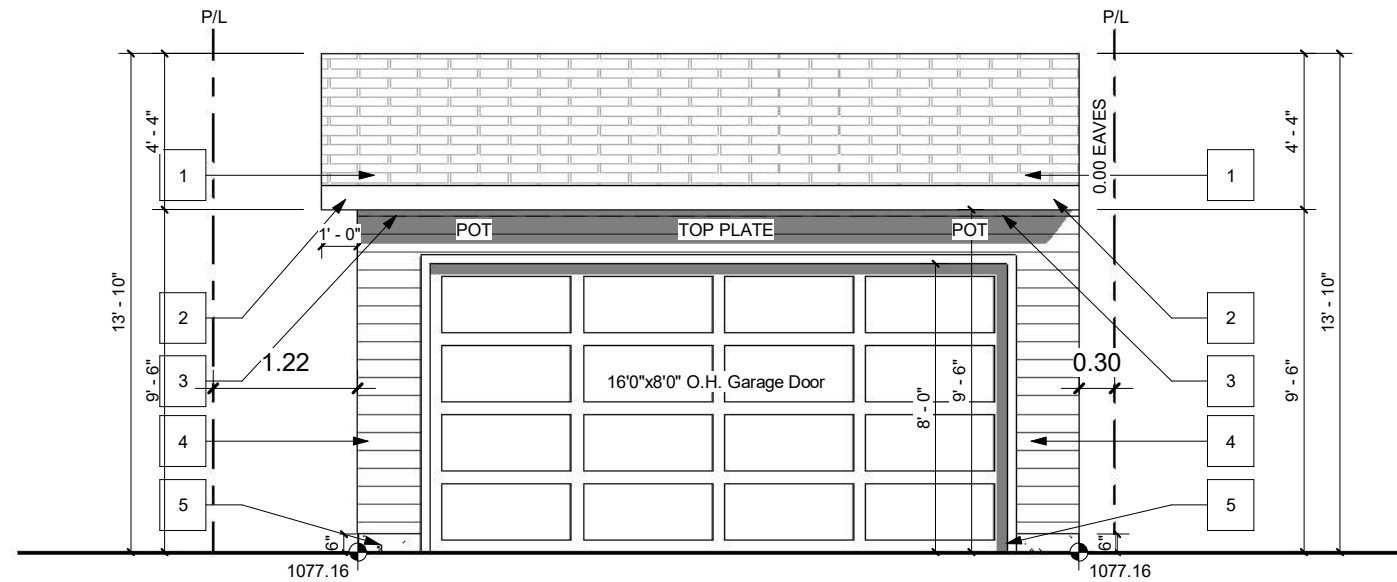 P/L
P/L
4' - 4"
0.00 EAVES
4' - 4"
1
1
POT
TOP PLATE
POT
1' - 0"
13' - 10"
13' - 10"
2
2
1.22
0.30
3
3
9' - 6"
16'0"x8'0" O.H. Garage Door
8' - 0"
9' - 6"
9' - 6"
4
4
5
5
6"
6"
1077.16
1077.16